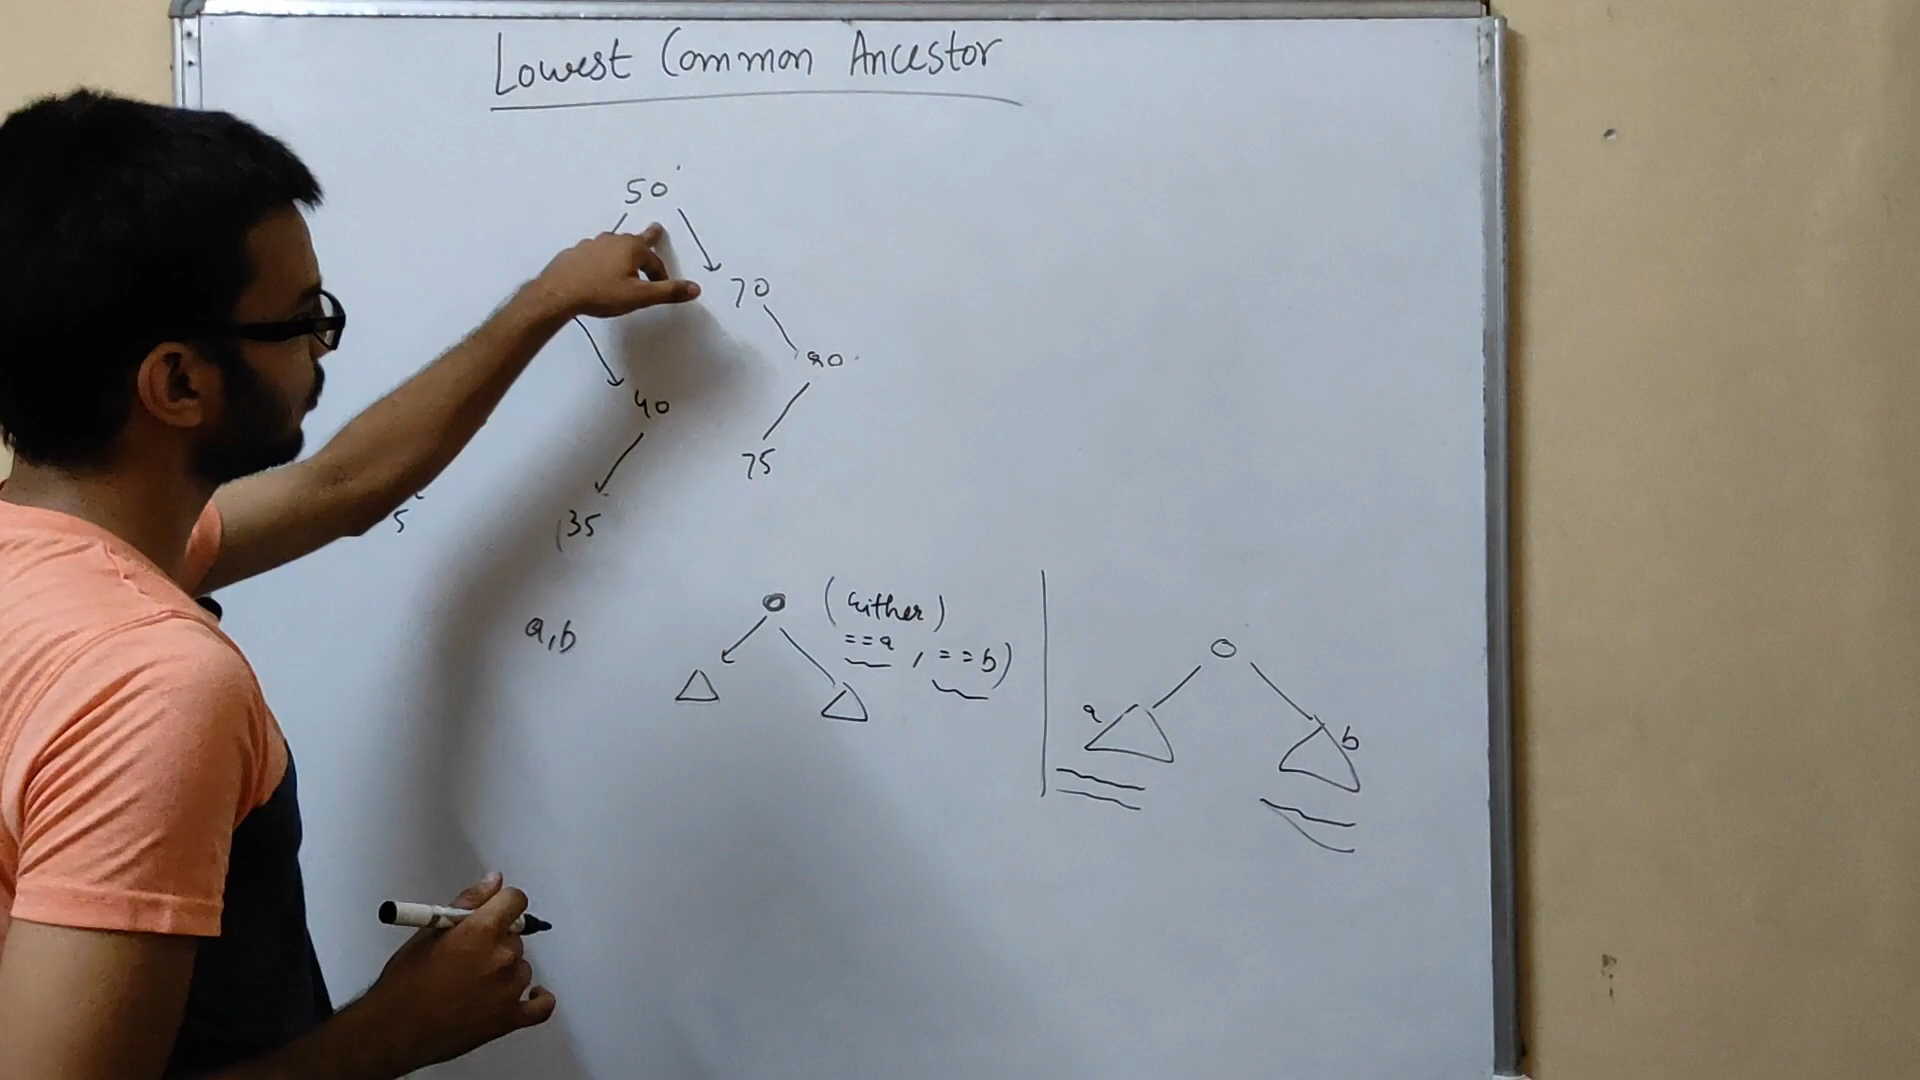 Lowest Common Ancestor
50
70
90
40
75
5
35
a,b
(Either)
==a , ==b)
a
b